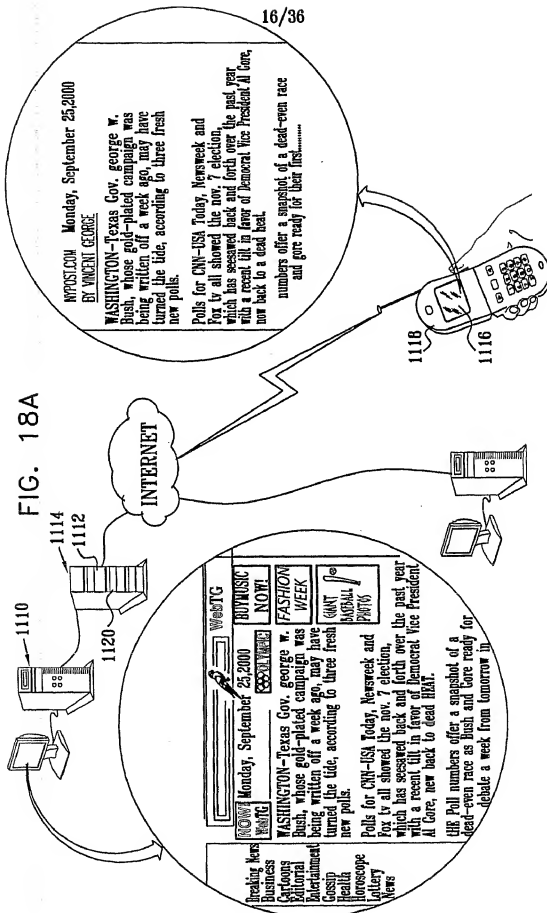 16/36
FIG. 18A
1110
1114
1112
1120
INTERNET
1118
1116
NYPOST.COM Monday, September 25,2000
BY VINCENT GEORGE
WASHINGTON-Texas Gov. george w.
Bush, whose gold-plated campaign was
being written off a week ago, may have
turned the tide, according to three fresh
new polls.
Polls for CNN-USA Today, Newsweek and
Fox tv all showed the nov. 7 election,
which has seesawed back and forth over the past year
with a recent tilt in favor of Democrat Vice President Al Gore,
now back to a dead heat.
numbers offer a snapshot of a dead-even race
and gore ready for their first.........
WebTG
NOW!
WebTG
Monday, September 25,2000
OLYMPIC
BUYMUSIC
NOW!
FASHION
WEEK
GIANT
BASEBALL
PHOTOS
Breaking News
Business
Cartoons
Editorial
Entertainment
Gossip
Health
Horoscope
Lottery
News
WASHINGTON-Texas Gov. george w.
Bush, whose gold-plated campaign was
being written off a week ago, may have
turned the tide, according to three fresh
new polls.
Polls for CNN-USA Today, Newsweek and
Fox tv all showed the nov. 7 election,
which has seesawed back and forth over the past year
with a recent tilt in favor of Democrat Vice President
Al Core, new back to dead HEAT.
tHE Poll numbers offer a snapshot of a
dead-even race as Bush and Gore ready for
debate a week from tomorrow in